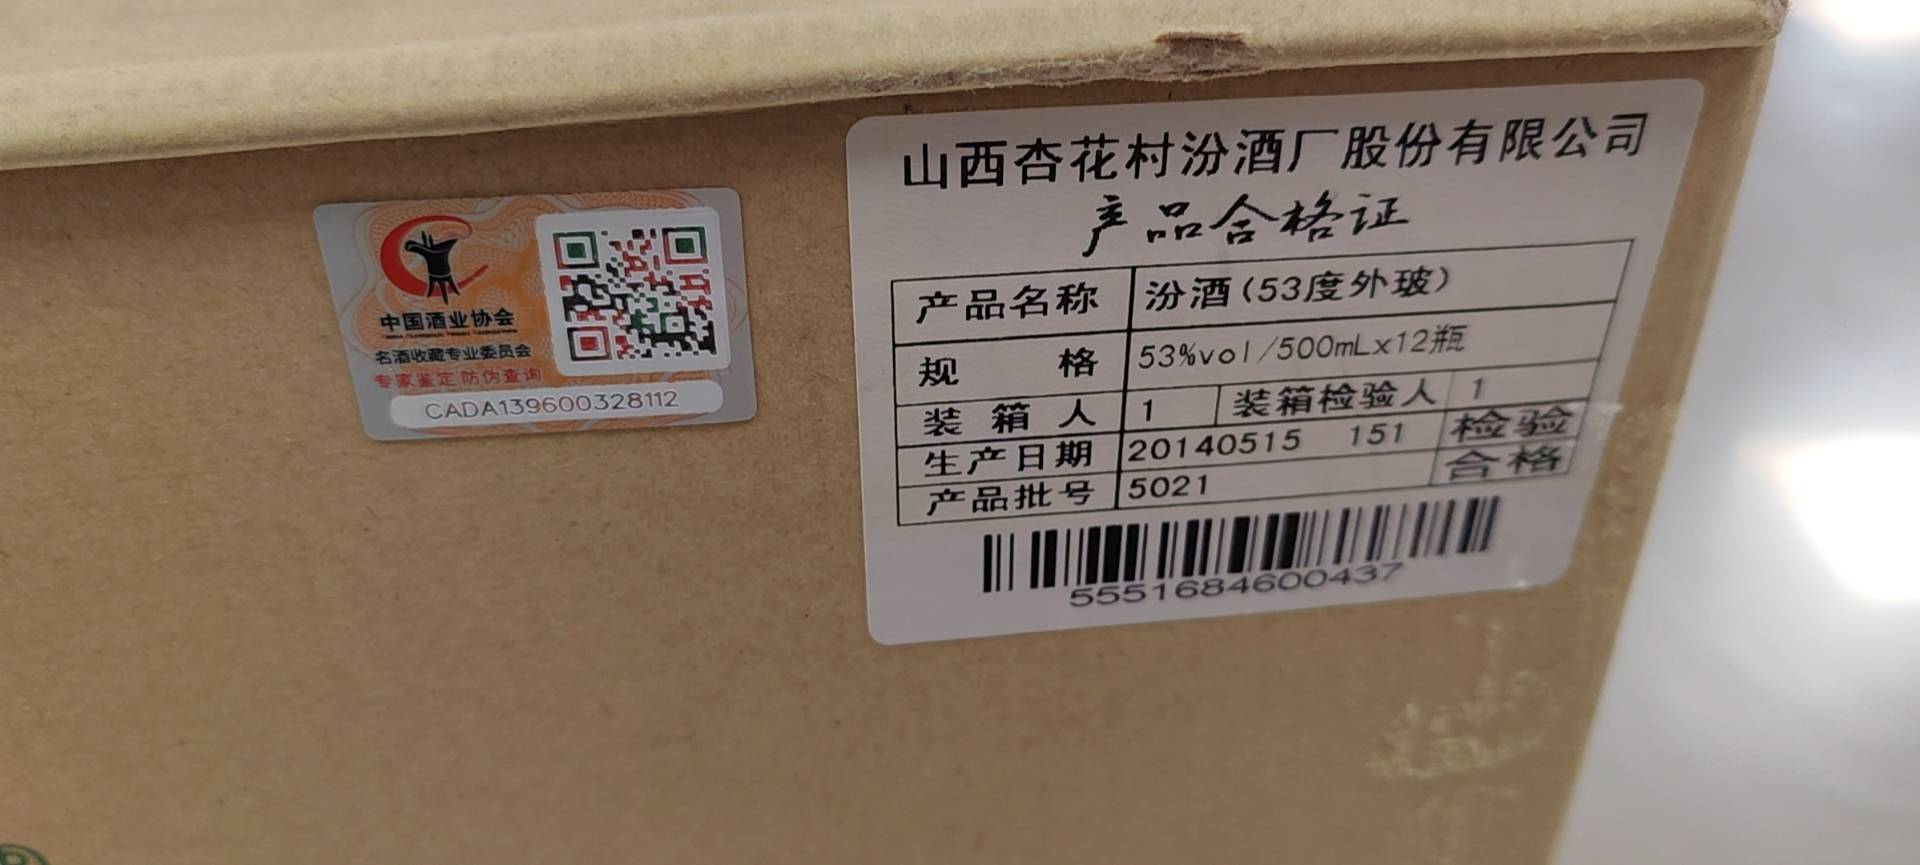 中国酒业协会
名酒收藏专业委员会
专家鉴定 防伪查询
CADA139600328112
山西杏花村汾酒厂股份有限公司
产品合格证
产品名称 汾酒(53度外玻)
规格 53%vol/500mLx12瓶
装箱人 1 装箱检验人 1
生产日期 20140515 151 检验
产品批号 5021 合格
5551684600437